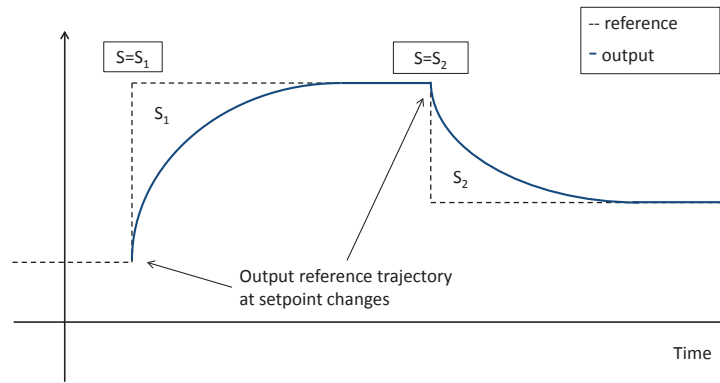 -- reference
S=S₁
S=S₂
– output
S₁
S₂
Output reference trajectory
at setpoint changes
Time